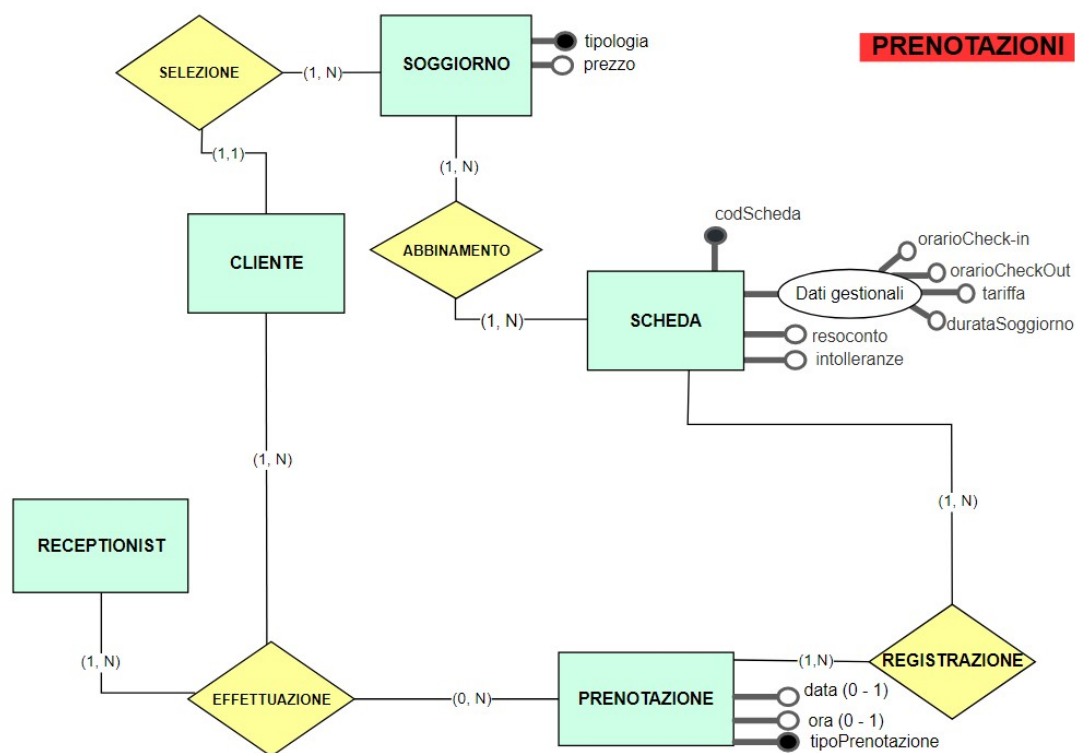 PRENOTAZIONI
SELEZIONE
(1, N)
SOGGIORNO
tipologia
prezzo
(1,1)
(1, N)
CLIENTE
ABBINAMENTO
codScheda
(1, N)
SCHEDA
Dati gestionali
orarioCheck-in
orarioCheckOut
tariffa
durataSoggiorno
resoconto
intolleranze
(1, N)
(1, N)
RECEPTIONIST
(1, N)
EFFETTUAZIONE
(0, N)
PRENOTAZIONE
(1,N)
REGISTRAZIONE
data (0 - 1)
ora (0 - 1)
tipoPrenotazione